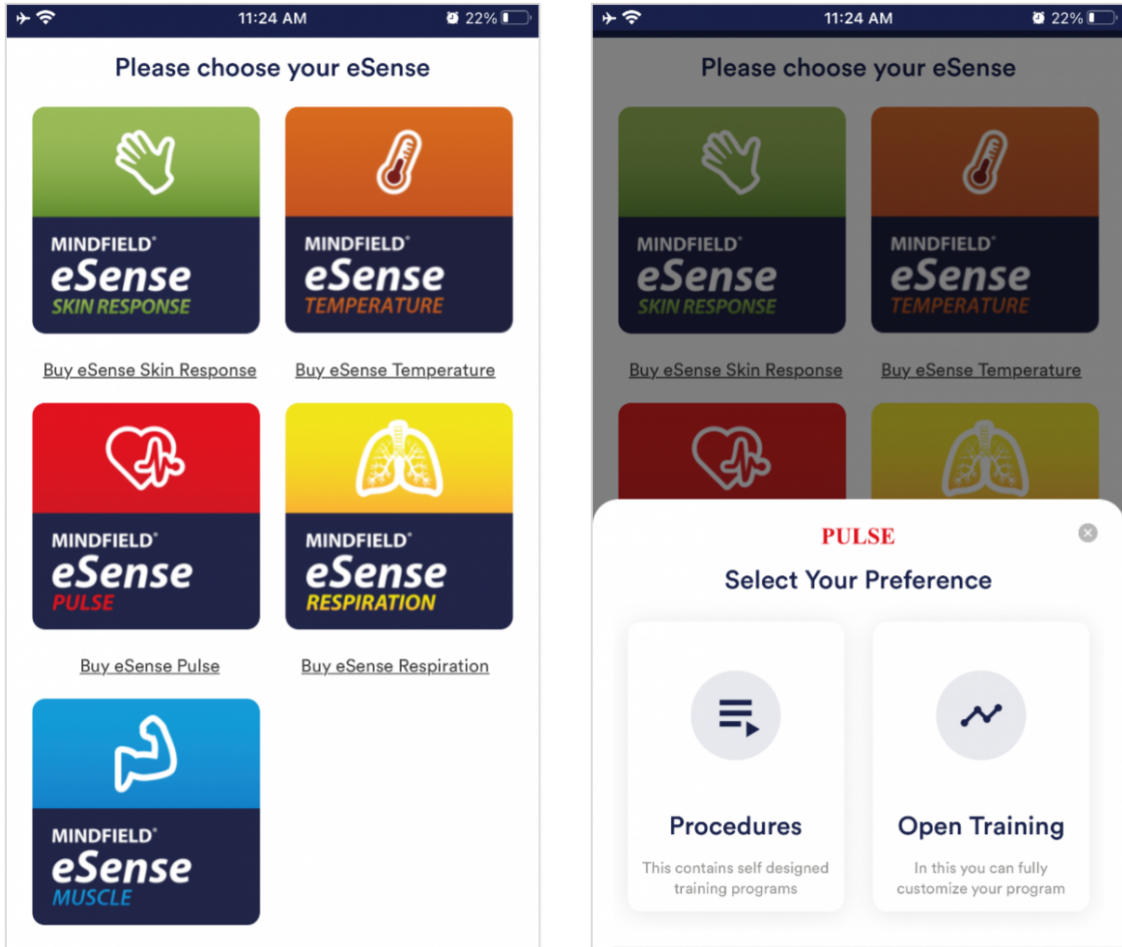 11:24 AM
22%
Please choose your eSense
MINDFIELD®
eSense
SKIN RESPONSE
MINDFIELD®
eSense
TEMPERATURE
Buy eSense Skin Response
Buy eSense Temperature
MINDFIELD®
eSense
PULSE
MINDFIELD®
eSense
RESPIRATION
Buy eSense Pulse
Buy eSense Respiration
MINDFIELD®
eSense
MUSCLE
11:24 AM
22%
Please choose your eSense
MINDFIELD®
eSense
SKIN RESPONSE
MINDFIELD®
eSense
TEMPERATURE
Buy eSense Skin Response
Buy eSense Temperature
PULSE
Select Your Preference
Procedures
This contains self designed
training programs
Open Training
In this you can fully
customize your program